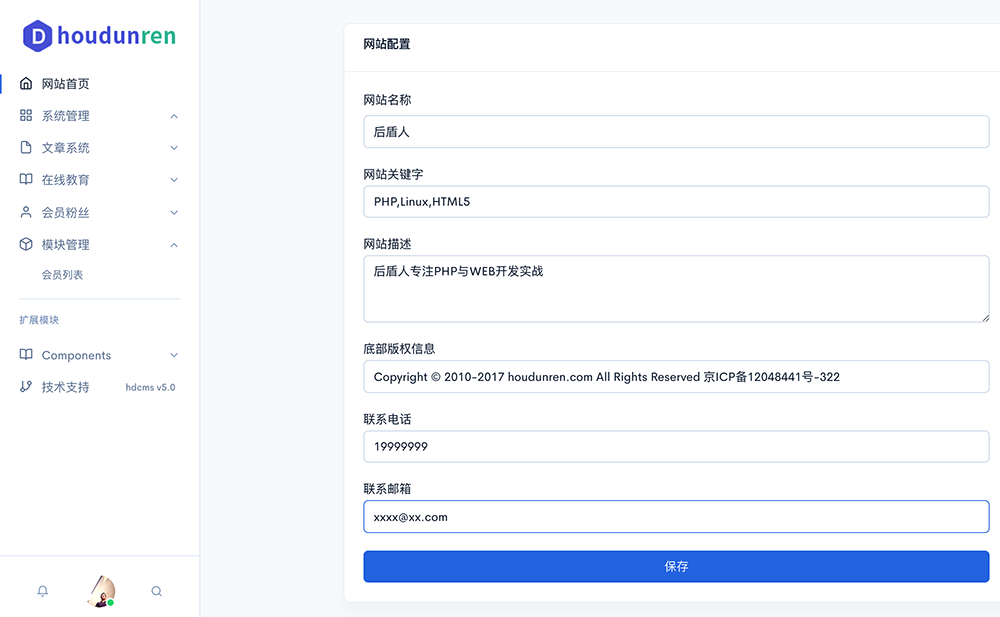 D houdunren
网站首页
系统管理
文章系统
在线教育
会员粉丝
模块管理
会员列表
扩展模块
Components
技术支持 hdcms v5.0
网站配置
网站名称
后盾人
网站关键字
PHP,Linux,HTML5
网站描述
后盾人专注PHP与WEB开发实战
底部版权信息
Copyright © 2010-2017 houdunren.com All Rights Reserved 京ICP备12048441号-322
联系电话
19999999
联系邮箱
xxxx@xx.com
保存